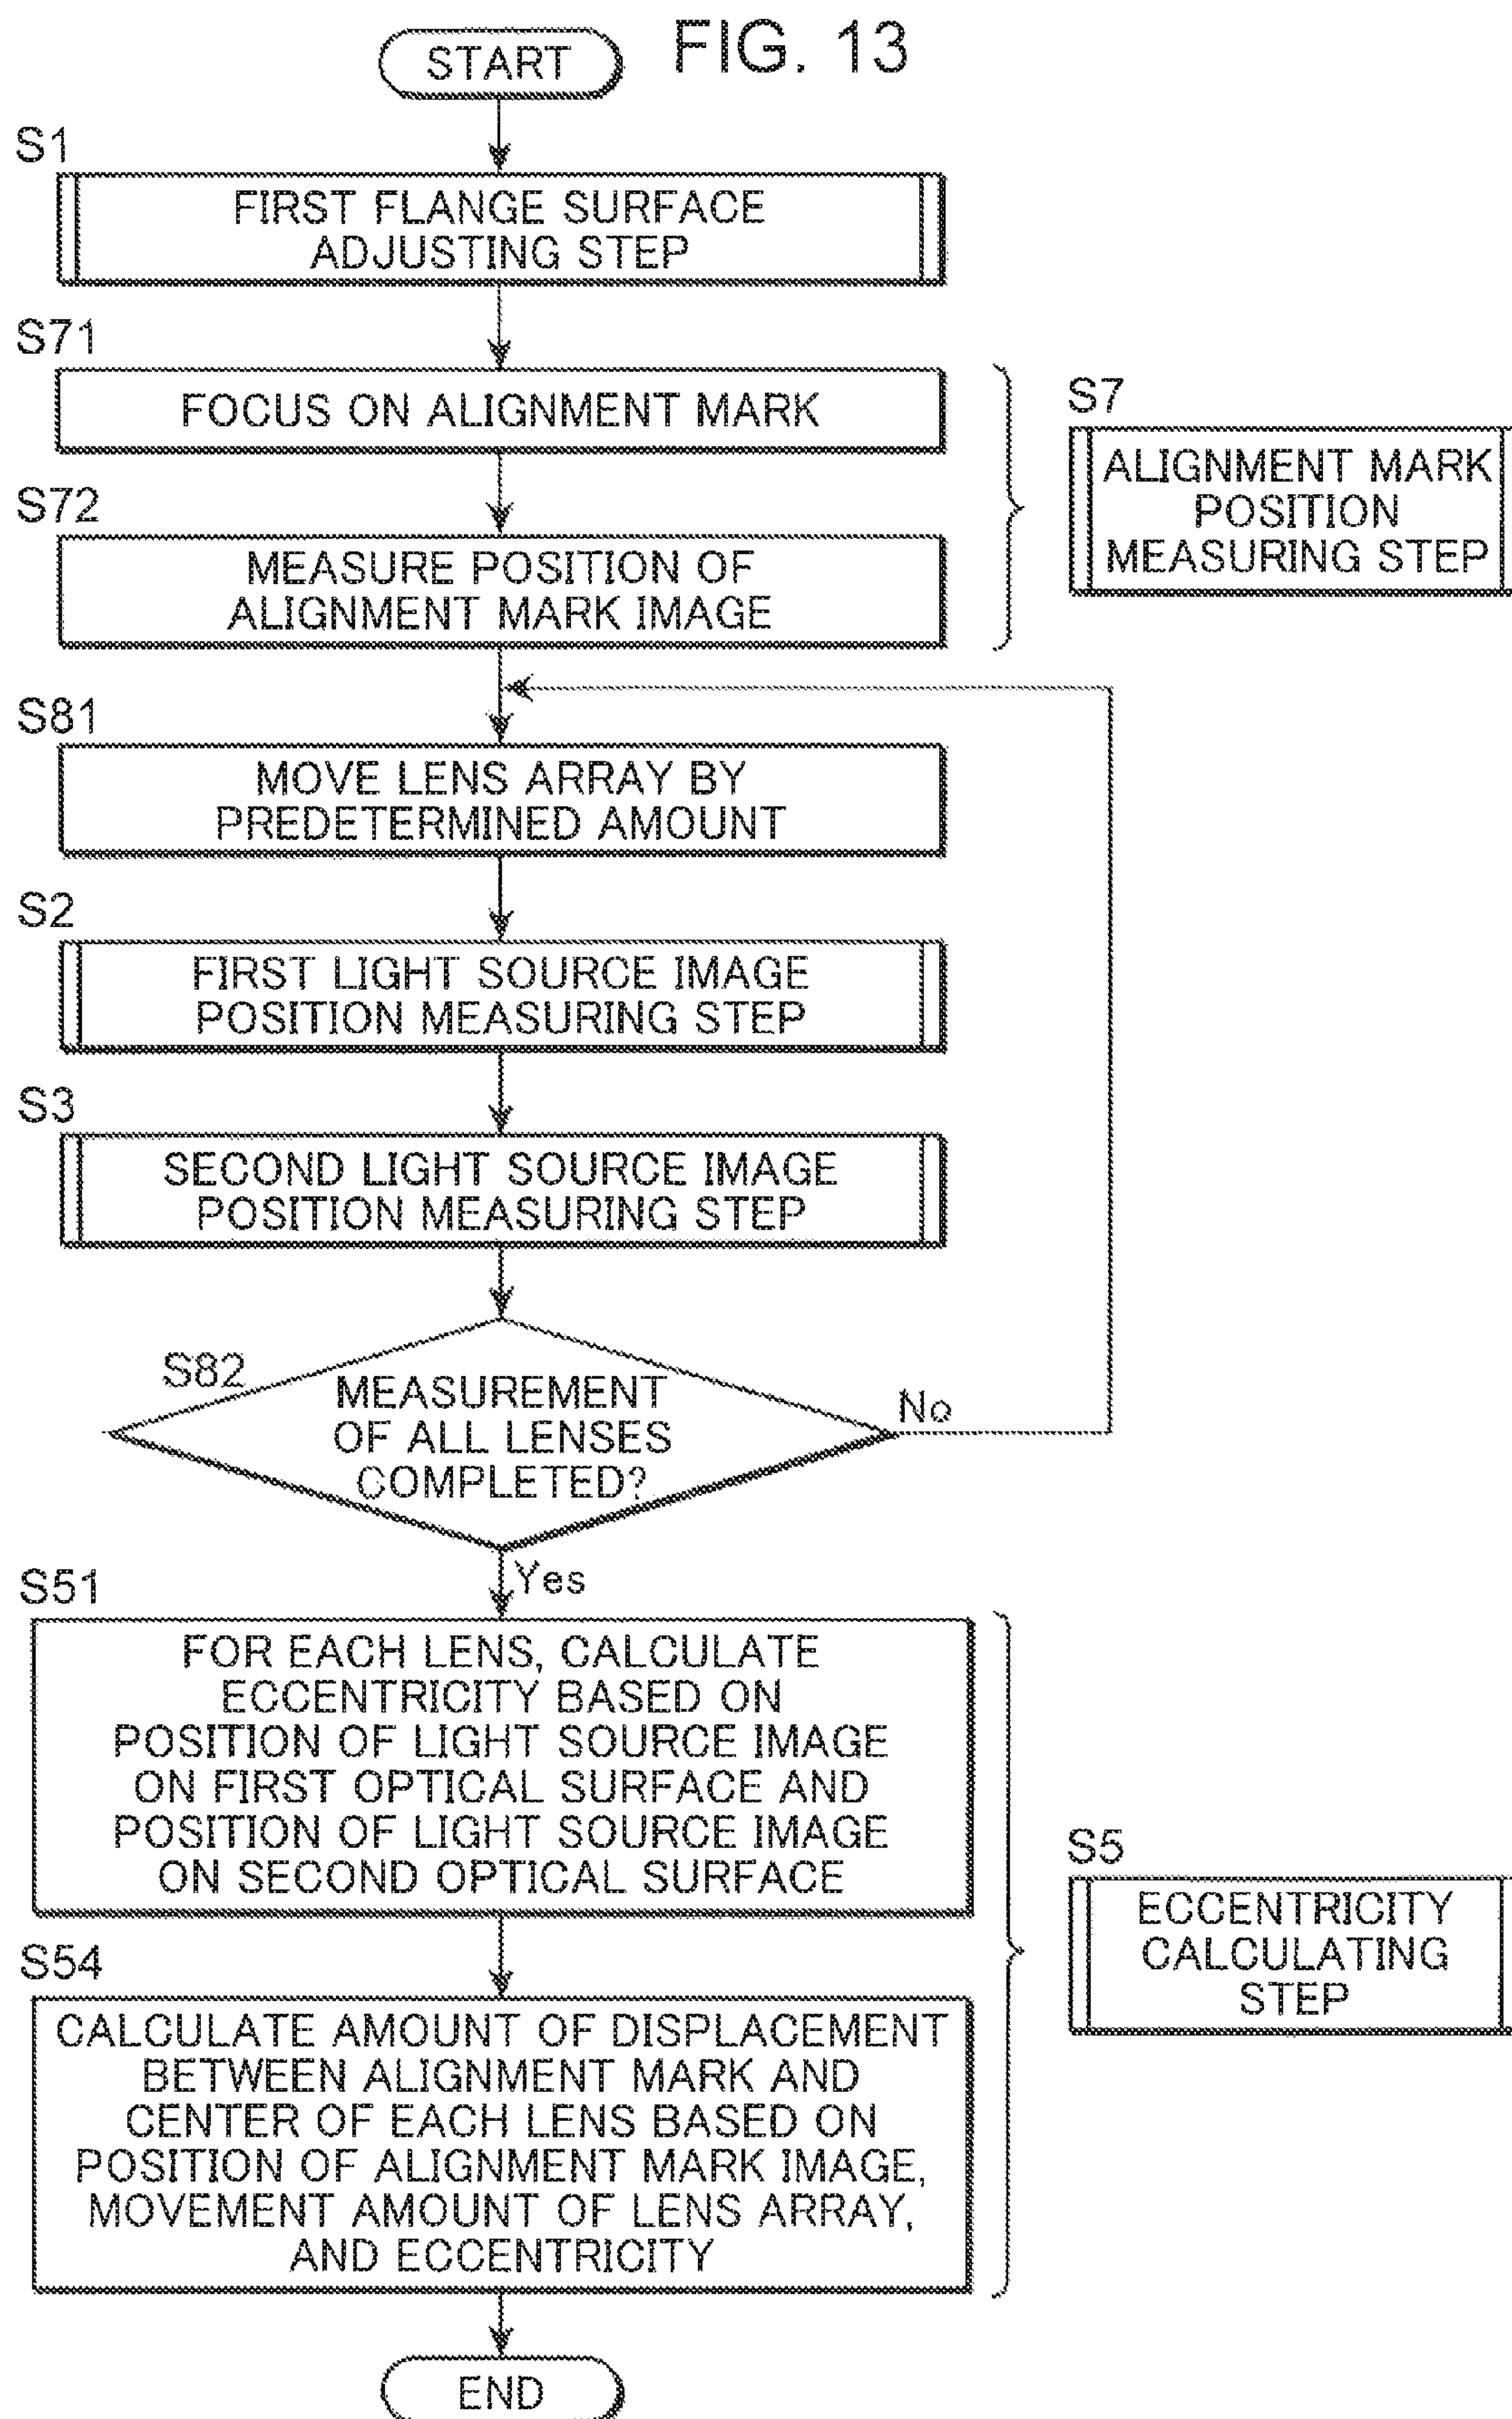 FIG. 13
START
S1
FIRST FLANGE SURFACE
ADJUSTING STEP
S71
FOCUS ON ALIGNMENT MARK
S72
MEASURE POSITION OF
ALIGNMENT MARK IMAGE
S7
ALIGNMENT MARK
POSITION
MEASURING STEP
S81
MOVE LENS ARRAY BY
PREDETERMINED AMOUNT
S2
FIRST LIGHT SOURCE IMAGE
POSITION MEASURING STEP
S3
SECOND LIGHT SOURCE IMAGE
POSITION MEASURING STEP
S82
MEASUREMENT
OF ALL LENSES
COMPLETED?
No
Yes
S51
FOR EACH LENS, CALCULATE
ECCENTRICITY BASED ON
POSITION OF LIGHT SOURCE IMAGE
ON FIRST OPTICAL SURFACE AND
POSITION OF LIGHT SOURCE IMAGE
ON SECOND OPTICAL SURFACE
S54
CALCULATE AMOUNT OF DISPLACEMENT
BETWEEN ALIGNMENT MARK AND
CENTER OF EACH LENS BASED ON
POSITION OF ALIGNMENT MARK IMAGE,
MOVEMENT AMOUNT OF LENS ARRAY,
AND ECCENTRICITY
S5
ECCENTRICITY
CALCULATING
STEP
END